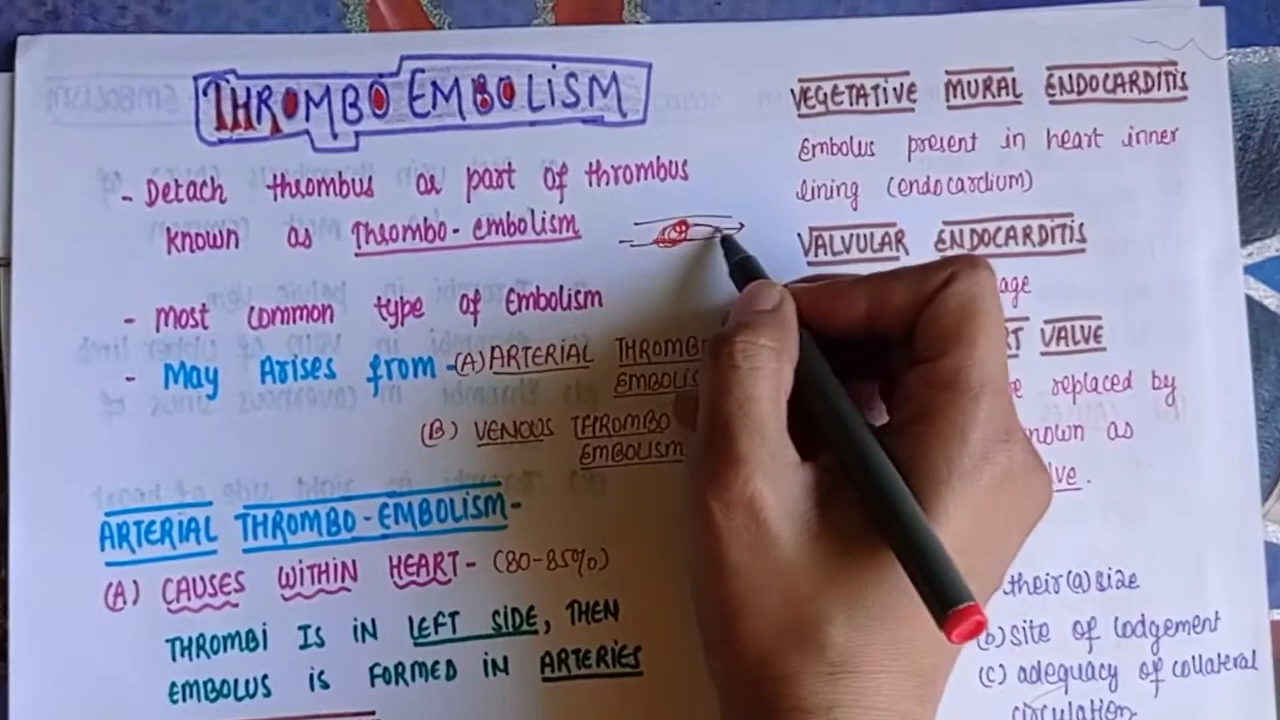 THROMBO EMBOLISM
- Detach thrombus or part of thrombus
known as Thrombo-embolism
- Most common type of Embolism
- May Arises from -(A) ARTERIAL THROMBO
EMBOLIS
(B) VENOUS THROMBO
EMBOLISM
ARTERIAL THROMBO-EMBOLISM-
(A) CAUSES WITHIN HEART- (80-85%)
THROMBI IS IN LEFT SIDE, THEN
EMBOLUS IS FORMED IN ARTERIES
VEGETATIVE MURAL ENDOCARDITIS
Embolus present in heart inner
lining (endocardium)
VALVULAR ENDOCARDITIS
age
RT VALVE
replaced by
known as
lve.
their (a) size
(b) site of lodgement
(c) adequacy of collateral
circulation